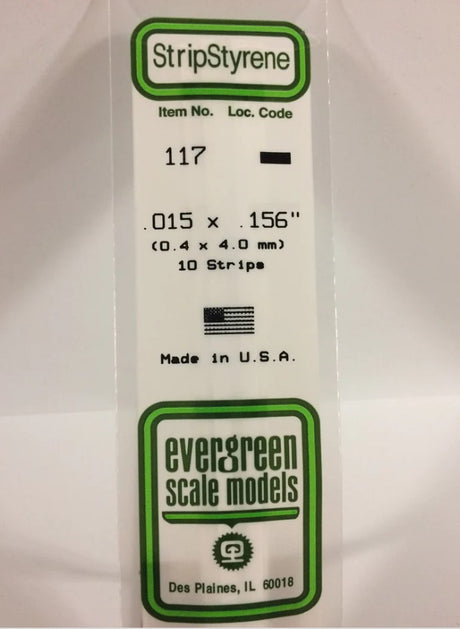 StripStyrene
Item No. Loc. Code
117
.015 x .156"
(0.4 x 4.0 mm)
10 Strips
Made in U.S.A.
evergreen
scale models
Des Plaines, IL 60018